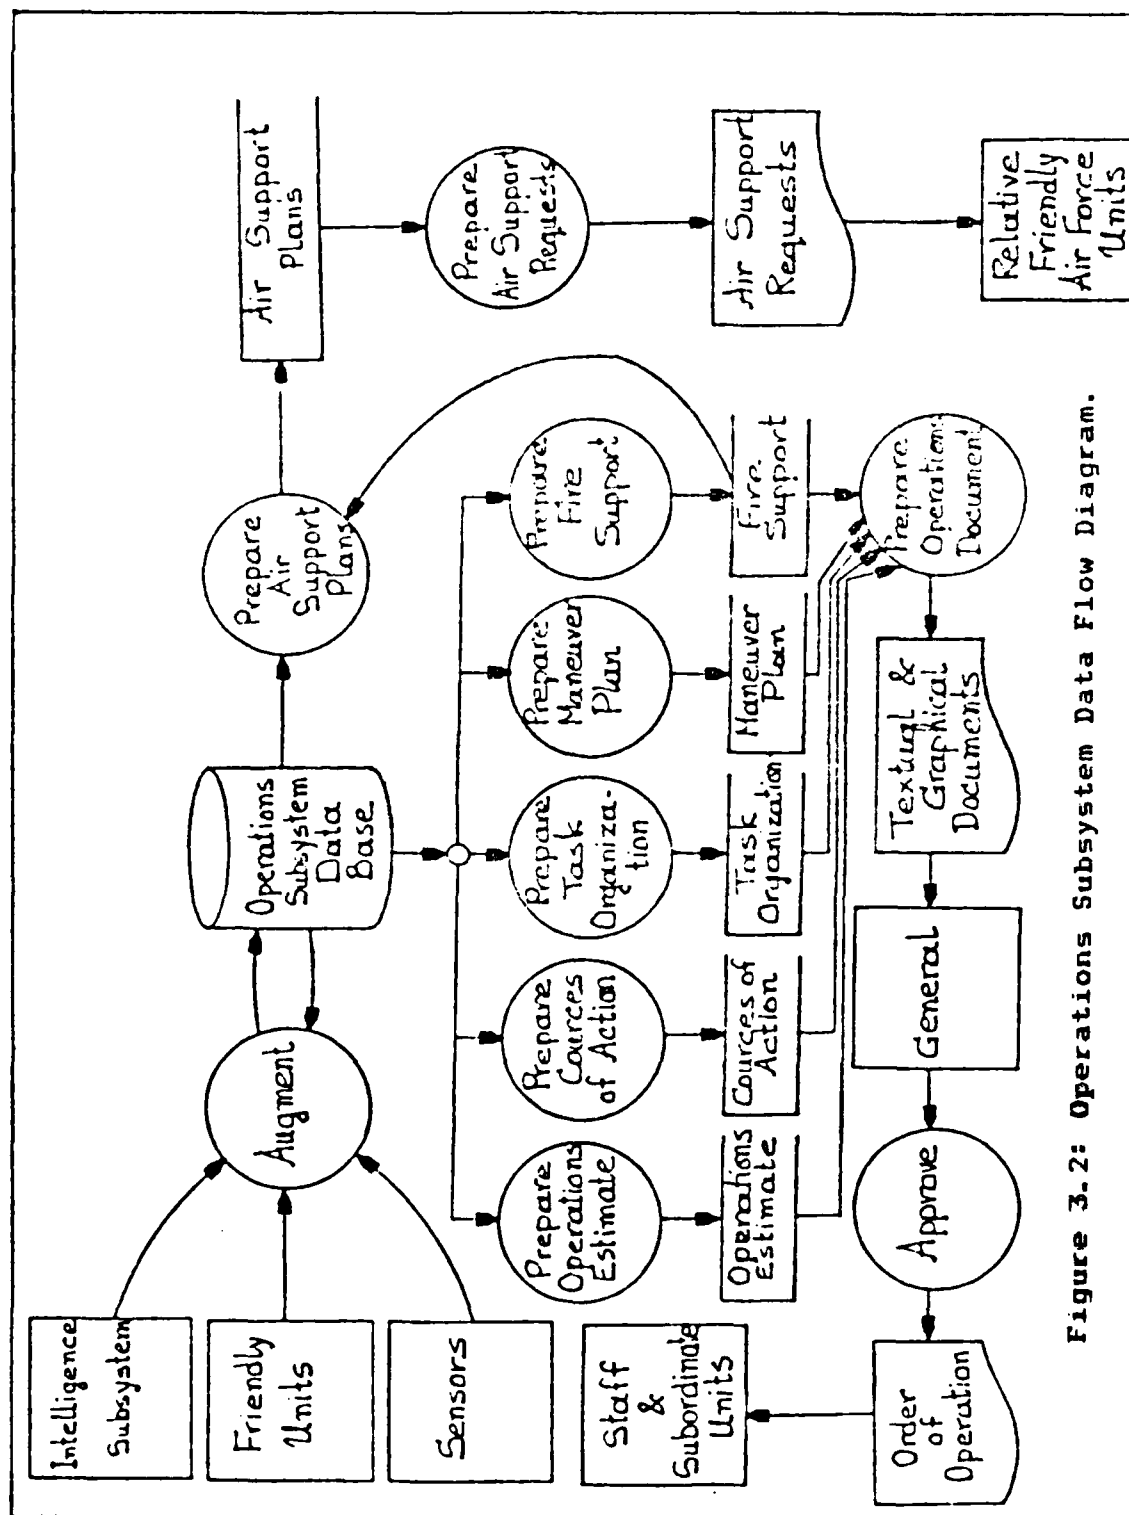 Intelligence
Subsystem
Friendly
Units
Sensors
Augment
Operations
Subsystem
Data
Base
Prepare
Air
Support
Plans
Air Support
Plans
Prepare
Air Support
Requests
Air Support
Requests
Relative
Friendly
Air Force
Units
Prepare
Operations
Estimate
Prepare
Cources
of Action
Prepare
Task
Organiza-
tion
Prepare
Maneuver
Plan
Prepare
Fire
Support
Operations
Estimate
Cources of
Action
Task
Organization
Maneuver
Plan
Fire
Support
Prepare
Operations
Document
Textual &
Graphical
Documents
General
Approve
Order
of
Operation
Staff
&
Subordinate
Units
Figure 3.2: Operations Subsystem Data Flow Diagram.